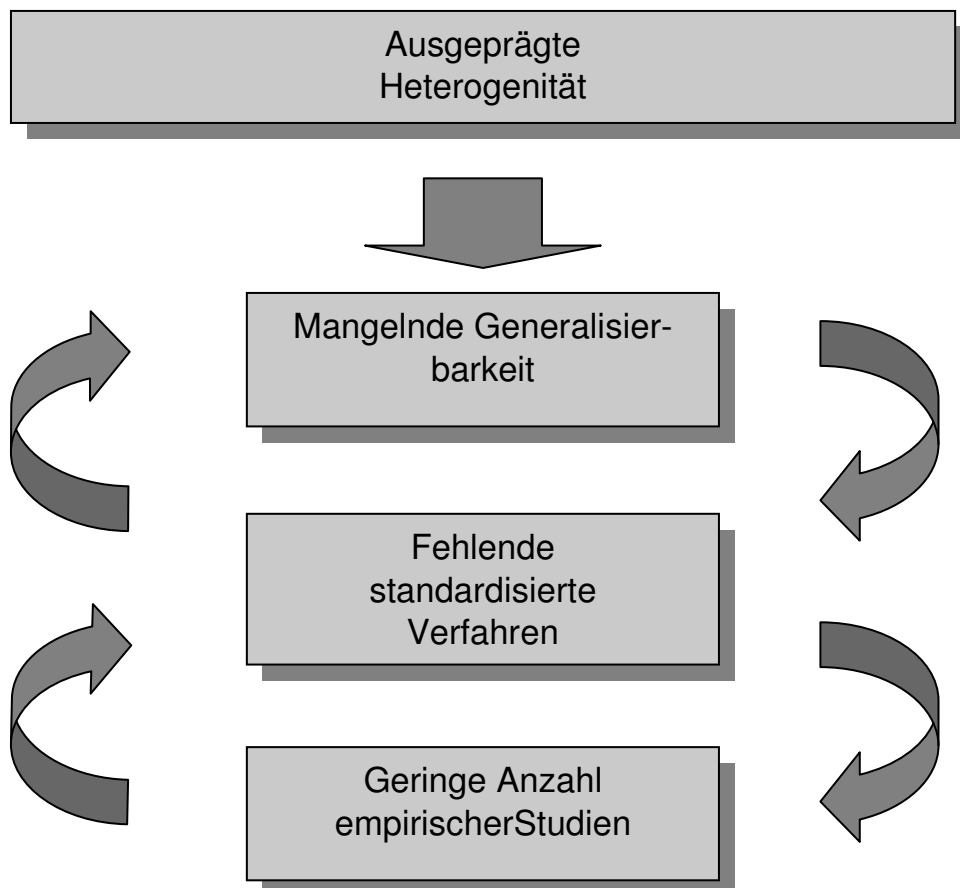 Ausgeprägte
Heterogenität
Mangelnde Generalisier-
barkeit
Fehlende
standardisierte
Verfahren
Geringe Anzahl
empirischerStudien